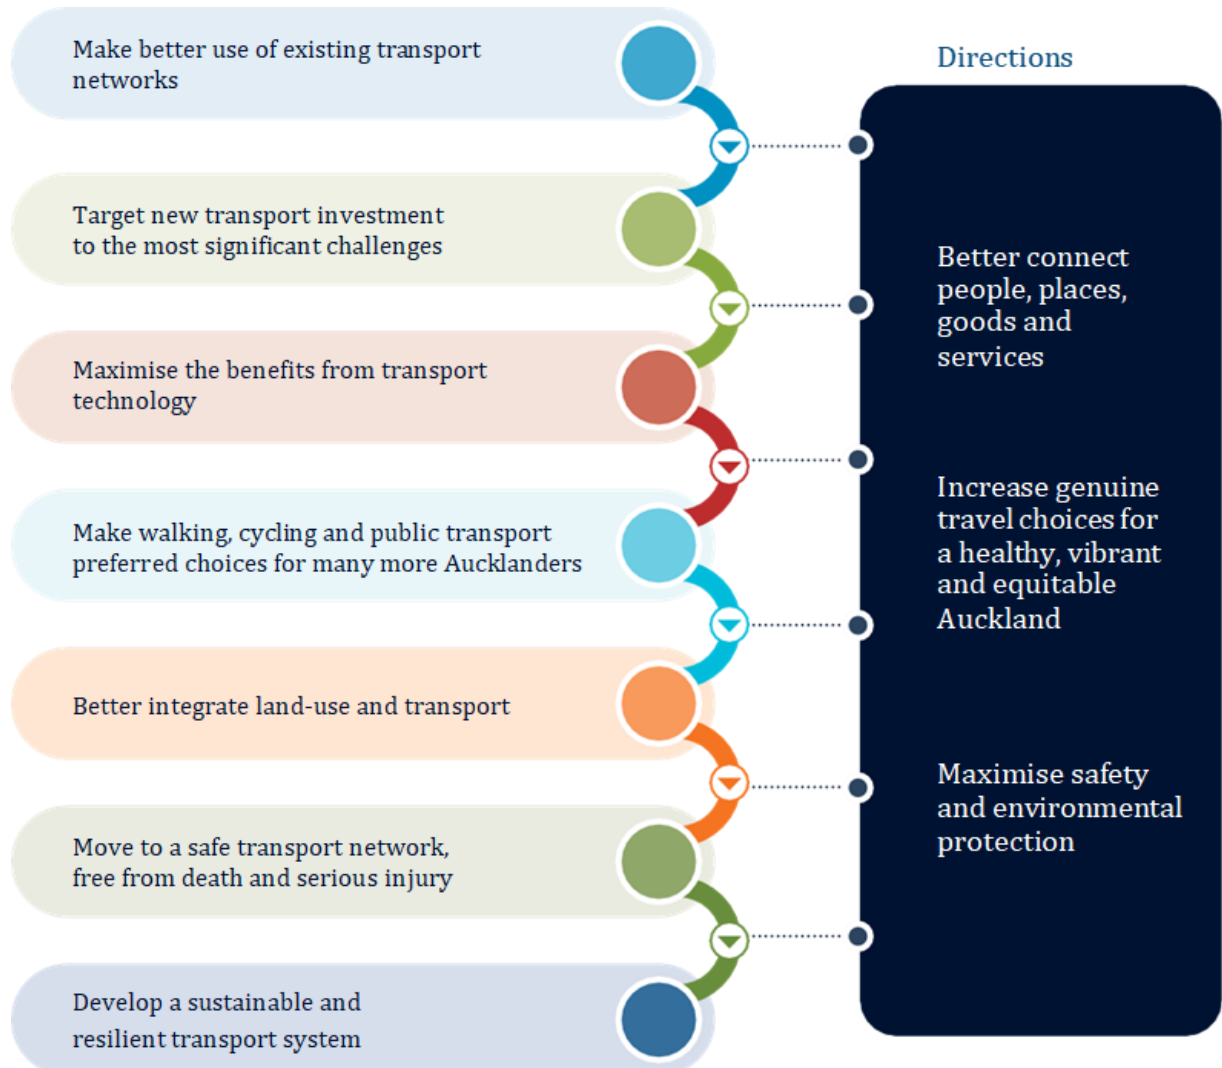 Make better use of existing transport
networks
Target new transport investment
to the most significant challenges
Maximise the benefits from transport
technology
Make walking, cycling and public transport
preferred choices for many more Aucklanders
Better integrate land-use and transport
Move to a safe transport network,
free from death and serious injury
Develop a sustainable and
resilient transport system
Directions
Better connect
people, places,
goods and
services
Increase genuine
travel choices for
a healthy, vibrant
and equitable
Auckland
Maximise safety
and environmental
protection